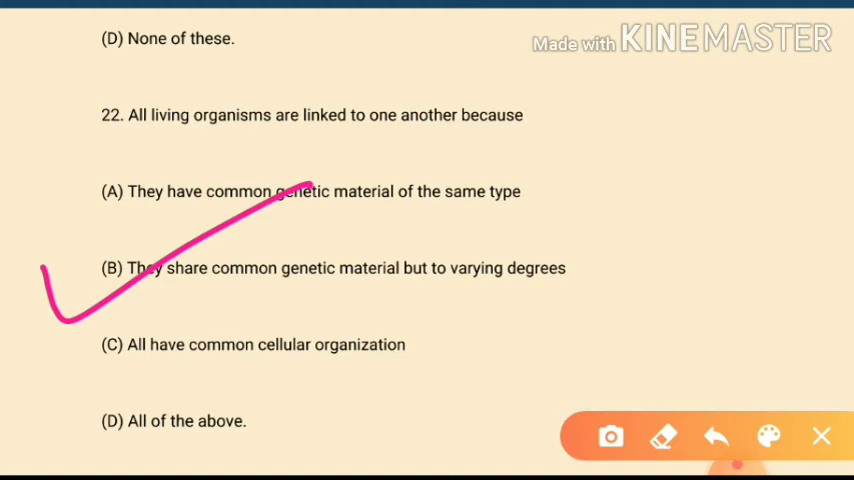 (D) None of these.
Made with KINEMASTER
22. All living organisms are linked to one another because
(A) They have common genetic material of the same type
(B) They share common genetic material but to varying degrees
(C) All have common cellular organization
(D) All of the above.